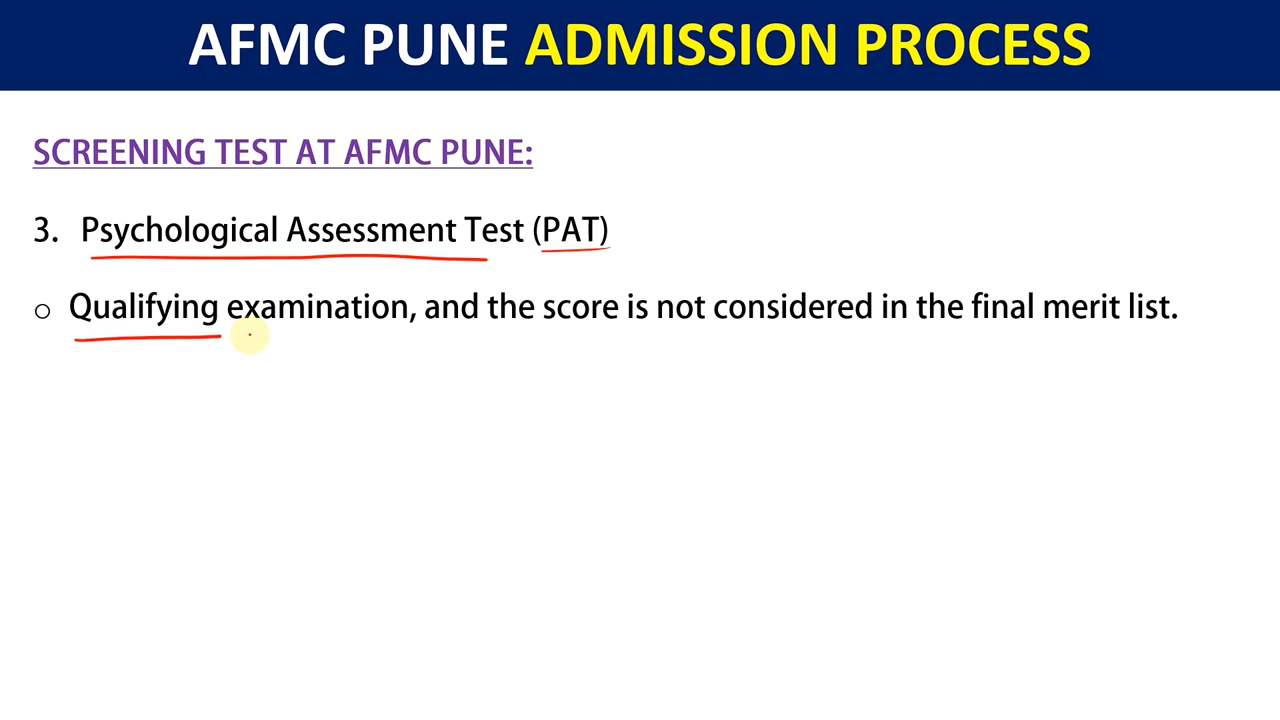 AFMC PUNE ADMISSION PROCESS
SCREENING TEST AT AFMC PUNE:
3. Psychological Assessment Test (PAT)
o Qualifying examination, and the score is not considered in the final merit list.